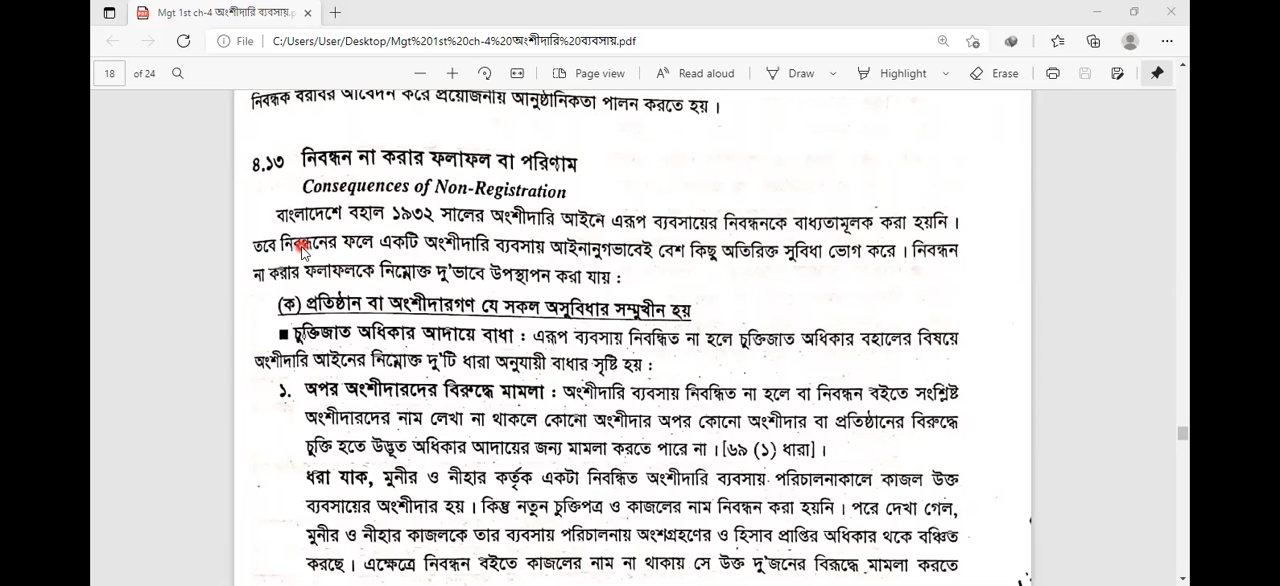 Mgt 1st ch-4 অংশীদারি ব্যবসায়.p
File C:/Users/User/Desktop/Mgt%201st%20ch-4%20অংশীদারি%20ব্যবসায়.pdf
18 of 24 Page view Read aloud Draw Highlight Erase
নিবন্ধক বরাবর আবেদন করে প্রয়োজনীয় আনুষ্ঠানিকতা পালন করতে হয়।
৪.১৩ নিবন্ধন না করার ফলাফল বা পরিণাম
Consequences of Non-Registration
বাংলাদেশে বহাল ১৯৩২ সালের অংশীদারি আইনে এরূপ ব্যবসায়ের নিবন্ধনকে বাধ্যতামূলক করা হয়নি।
তবে নিবন্ধনের ফলে একটি অংশীদারি ব্যবসায় আইনানুগভাবেই বেশ কিছু অতিরিক্ত সুবিধা ভোগ করে। নিবন্ধন
না করার ফলাফলকে নিম্নোক্ত দু'ভাবে উপস্থাপন করা যায় :
(ক) প্রতিষ্ঠান বা অংশীদারগণ যে সকল অসুবিধার সম্মুখীন হয়
■ চুক্তিজাত অধিকার আদায়ে বাধা : এরূপ ব্যবসায় নিবন্ধিত না হলে চুক্তিজাত অধিকার বহালের বিষয়ে
অংশীদারি আইনের নিম্নোক্ত দু'টি ধারা অনুযায়ী বাধার সৃষ্টি হয় :
১. অপর অংশীদারদের বিরুদ্ধে মামলা : অংশীদারি ব্যবসায় নিবন্ধিত না হলে বা নিবন্ধন বইতে সংশ্লিষ্ট
অংশীদারদের নাম লেখা না থাকলে কোনো অংশীদার অপর কোনো অংশীদার বা প্রতিষ্ঠানের বিরুদ্ধে
চুক্তি হতে উদ্ভূত অধিকার আদায়ের জন্য মামলা করতে পারে না। [৬৯ (১) ধারা]।
ধরা যাক, মুনীর ও নীহার কর্তৃক একটা নিবন্ধিত অংশীদারি ব্যবসায় পরিচালনাকালে কাজল উক্ত
ব্যবসায়ের অংশীদার হয়। কিন্তু নতুন চুক্তিপত্র ও কাজলের নাম নিবন্ধন করা হয়নি। পরে দেখা গেল,
মুনীর ও নীহার কাজলকে তার ব্যবসায় পরিচালনায় অংশগ্রহণের ও হিসাব প্রাপ্তির অধিকার থকে বঞ্চিত
করছে। এক্ষেত্রে নিবন্ধন বইতে কাজলের নাম না থাকায় সে উক্ত দু'জনের বিরূদ্ধে মামলা করতে